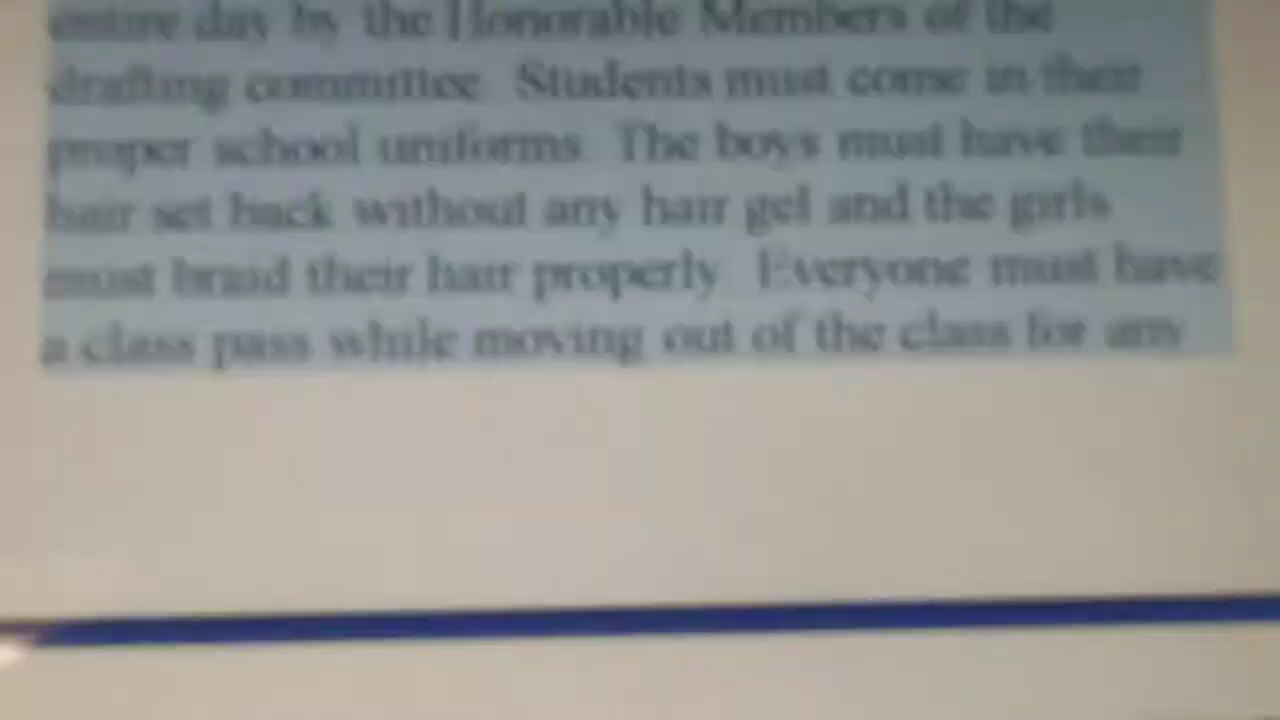 entire day by the Honorable Members of the
drafting committee. Students must come in their
proper school uniforms. The boys must have their
hair set back without any hair gel and the girls
must braid their hair properly. Everyone must have
a class pass while moving out of the class for any